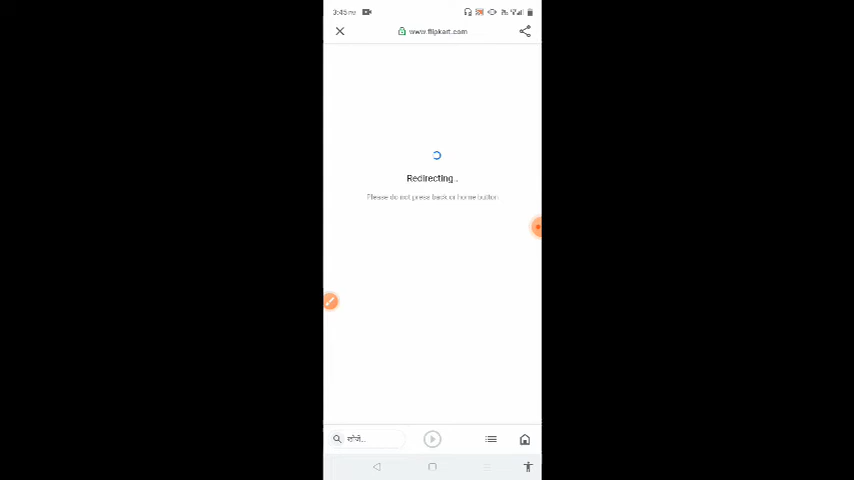 3:45 PM
www.flipkart.com
Redirecting..
Please do not press back or home button
खोजें...